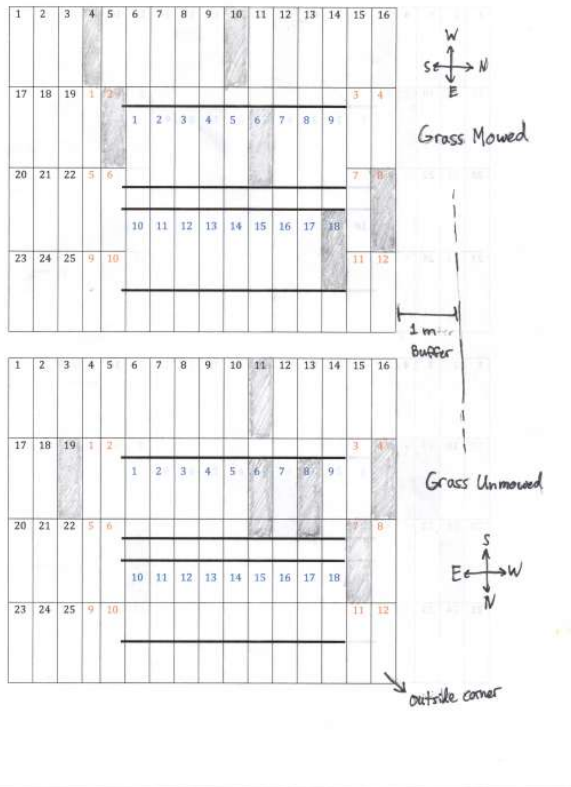 1 2 3 4 5 6 7 8 9 10 11 12 13 14 15 16
W
S N
E
17 18 19 1 2 3 4
1 2 3 4 5 6 7 8 9
Grass Mowed
20 21 22 5 6 7 8
10 11 12 13 14 15 16 17 18
23 24 25 9 10 11 12
1 meter
Buffer
1 2 3 4 5 6 7 8 9 10 11 12 13 14 15 16
17 18 19 1 2 3 4
1 2 3 4 5 6 7 8 9
Grass Unmowed
20 21 22 5 6 7 8
S
E W
N
10 11 12 13 14 15 16 17 18
23 24 25 9 10 11 12
outside corner